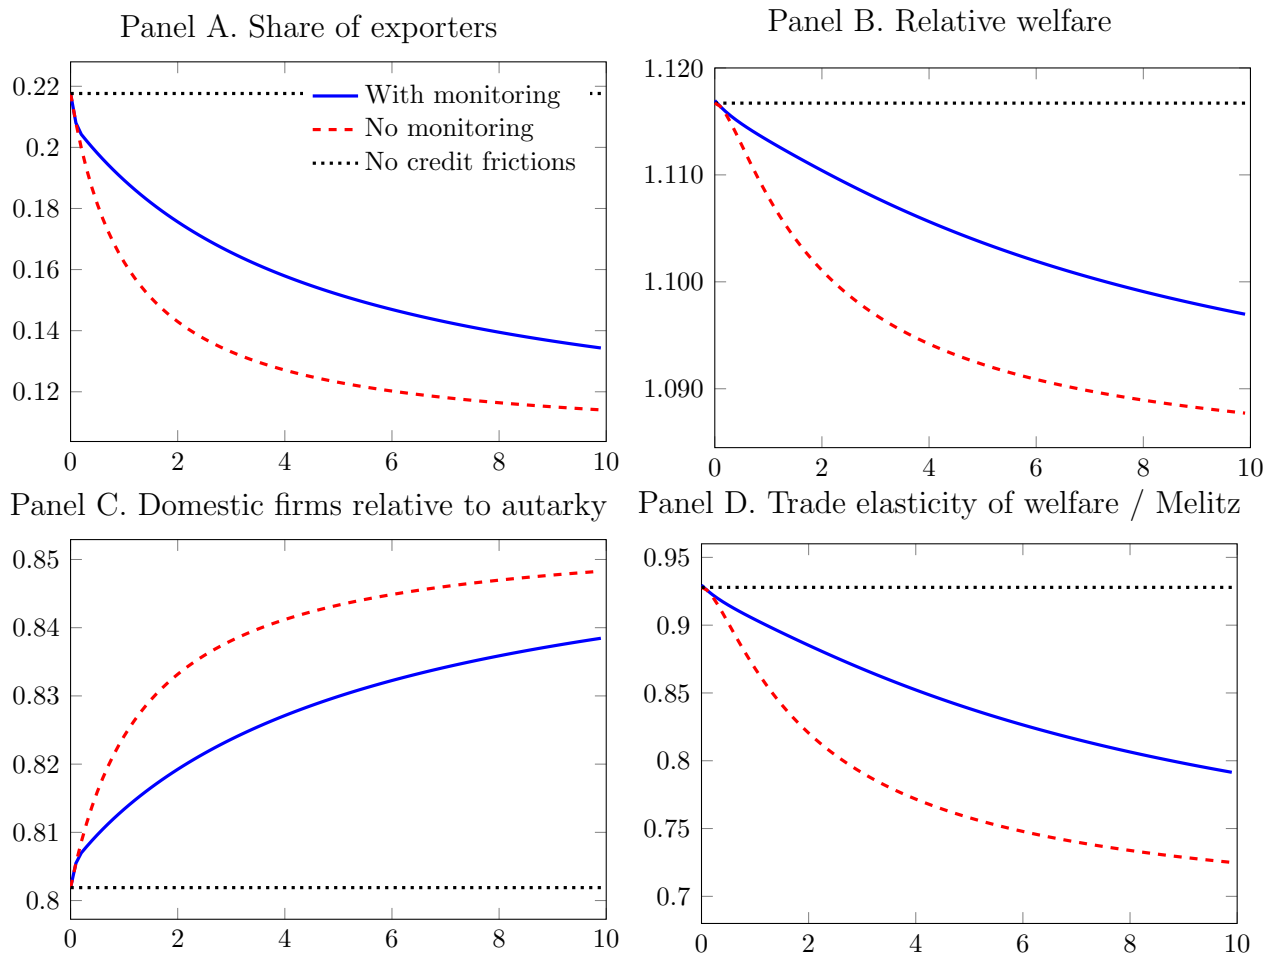 Panel A. Share of exporters
0.22
0.2
0.18
0.16
0.14
0.12
0 2 4 6 8 10
With monitoring
No monitoring
No credit frictions
Panel B. Relative welfare
1.120
1.110
1.100
1.090
0 2 4 6 8 10
Panel C. Domestic firms relative to autarky
0.85
0.84
0.83
0.82
0.81
0.8
0 2 4 6 8 10
Panel D. Trade elasticity of welfare / Melitz
0.95
0.9
0.85
0.8
0.75
0.7
0 2 4 6 8 10